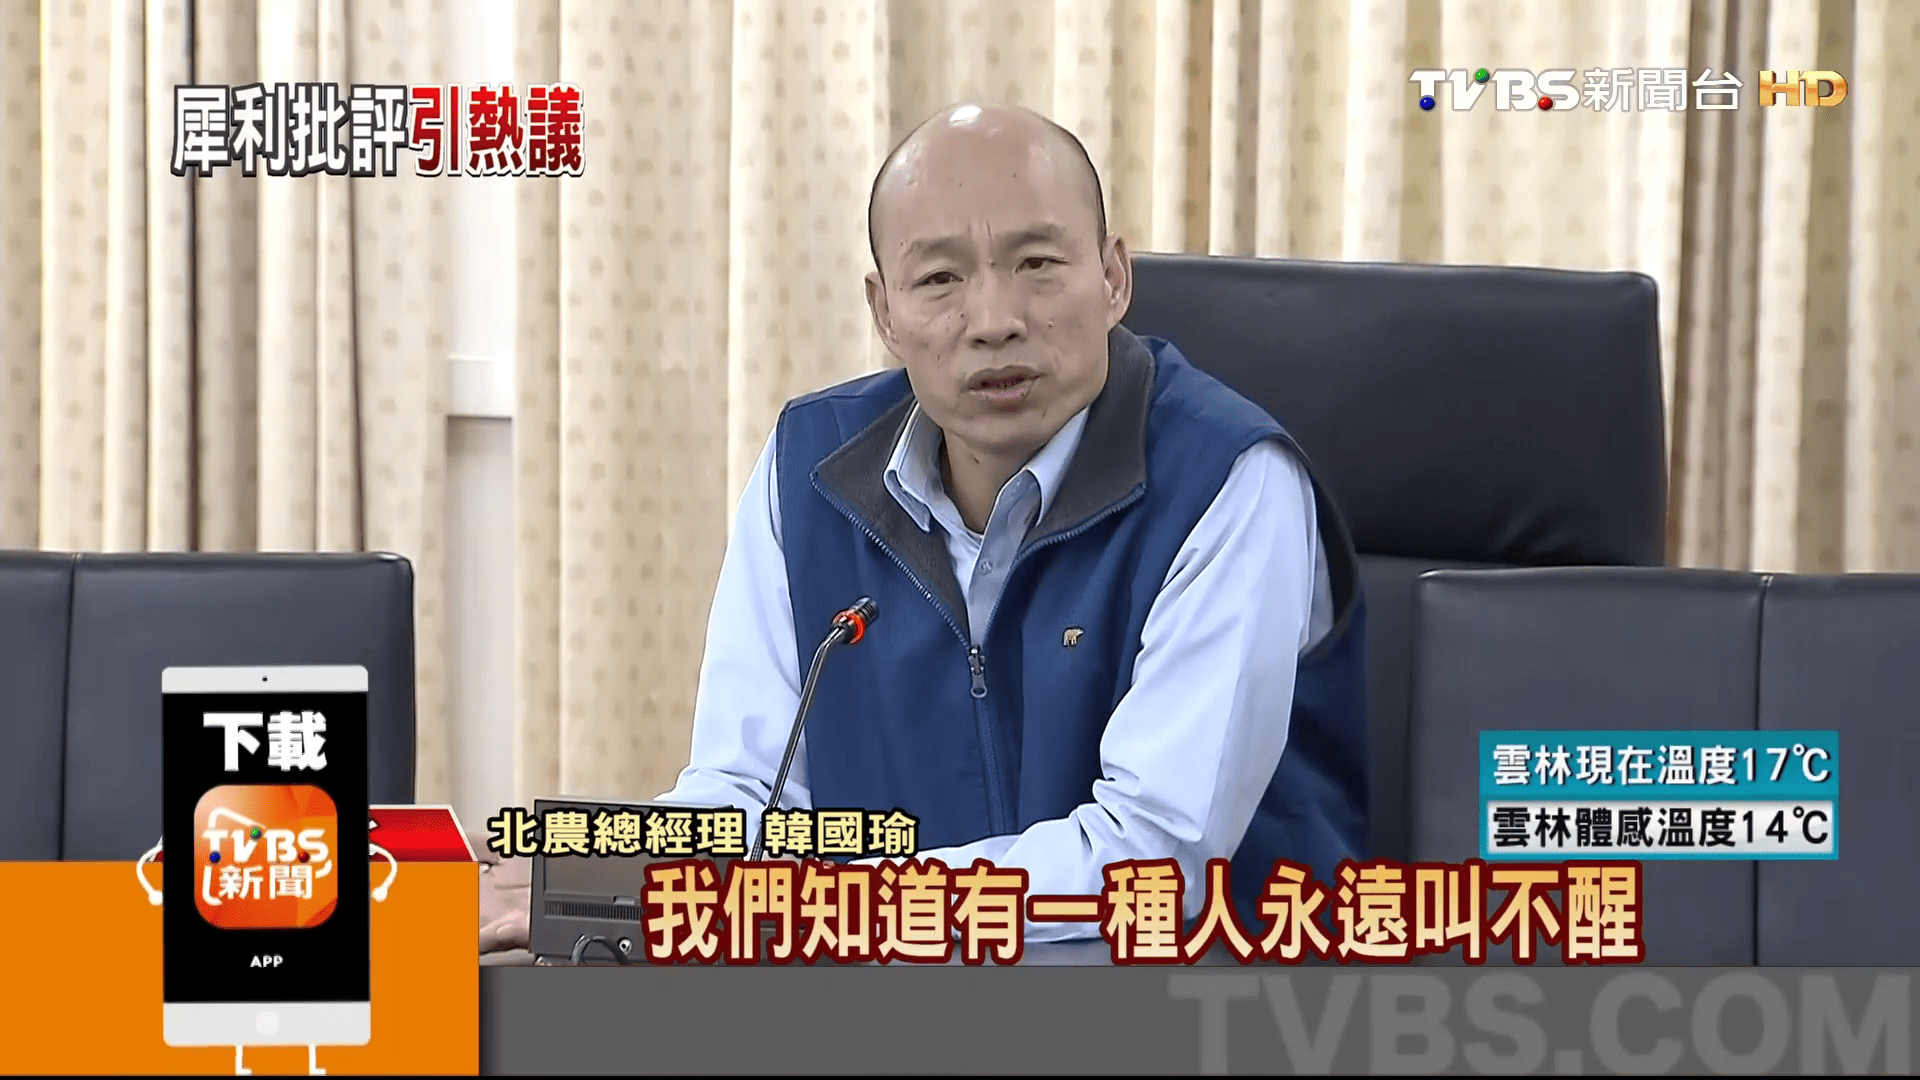 犀利批評引熱議
TVBS新聞台 HD
下載
TVBS
新聞
APP
雲林現在溫度17℃
雲林體感溫度14℃
北農總經理 韓國瑜
我們知道有一種人永遠叫不醒
TVBS.COM